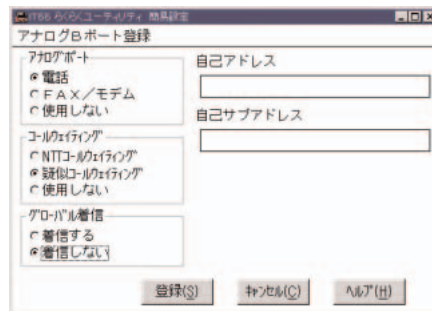 IT66 らくらくユーティリティ 簡易設定
アナログBポート登録
アナログポート
電話
FAX/モデム
使用しない
コールウェイティング
NTTコールウェイティング
疑似コールウェイティング
使用しない
グローバル着信
着信する
着信しない
自己アドレス
自己サブアドレス
登録(S)
キャンセル(C)
ヘルプ(H)